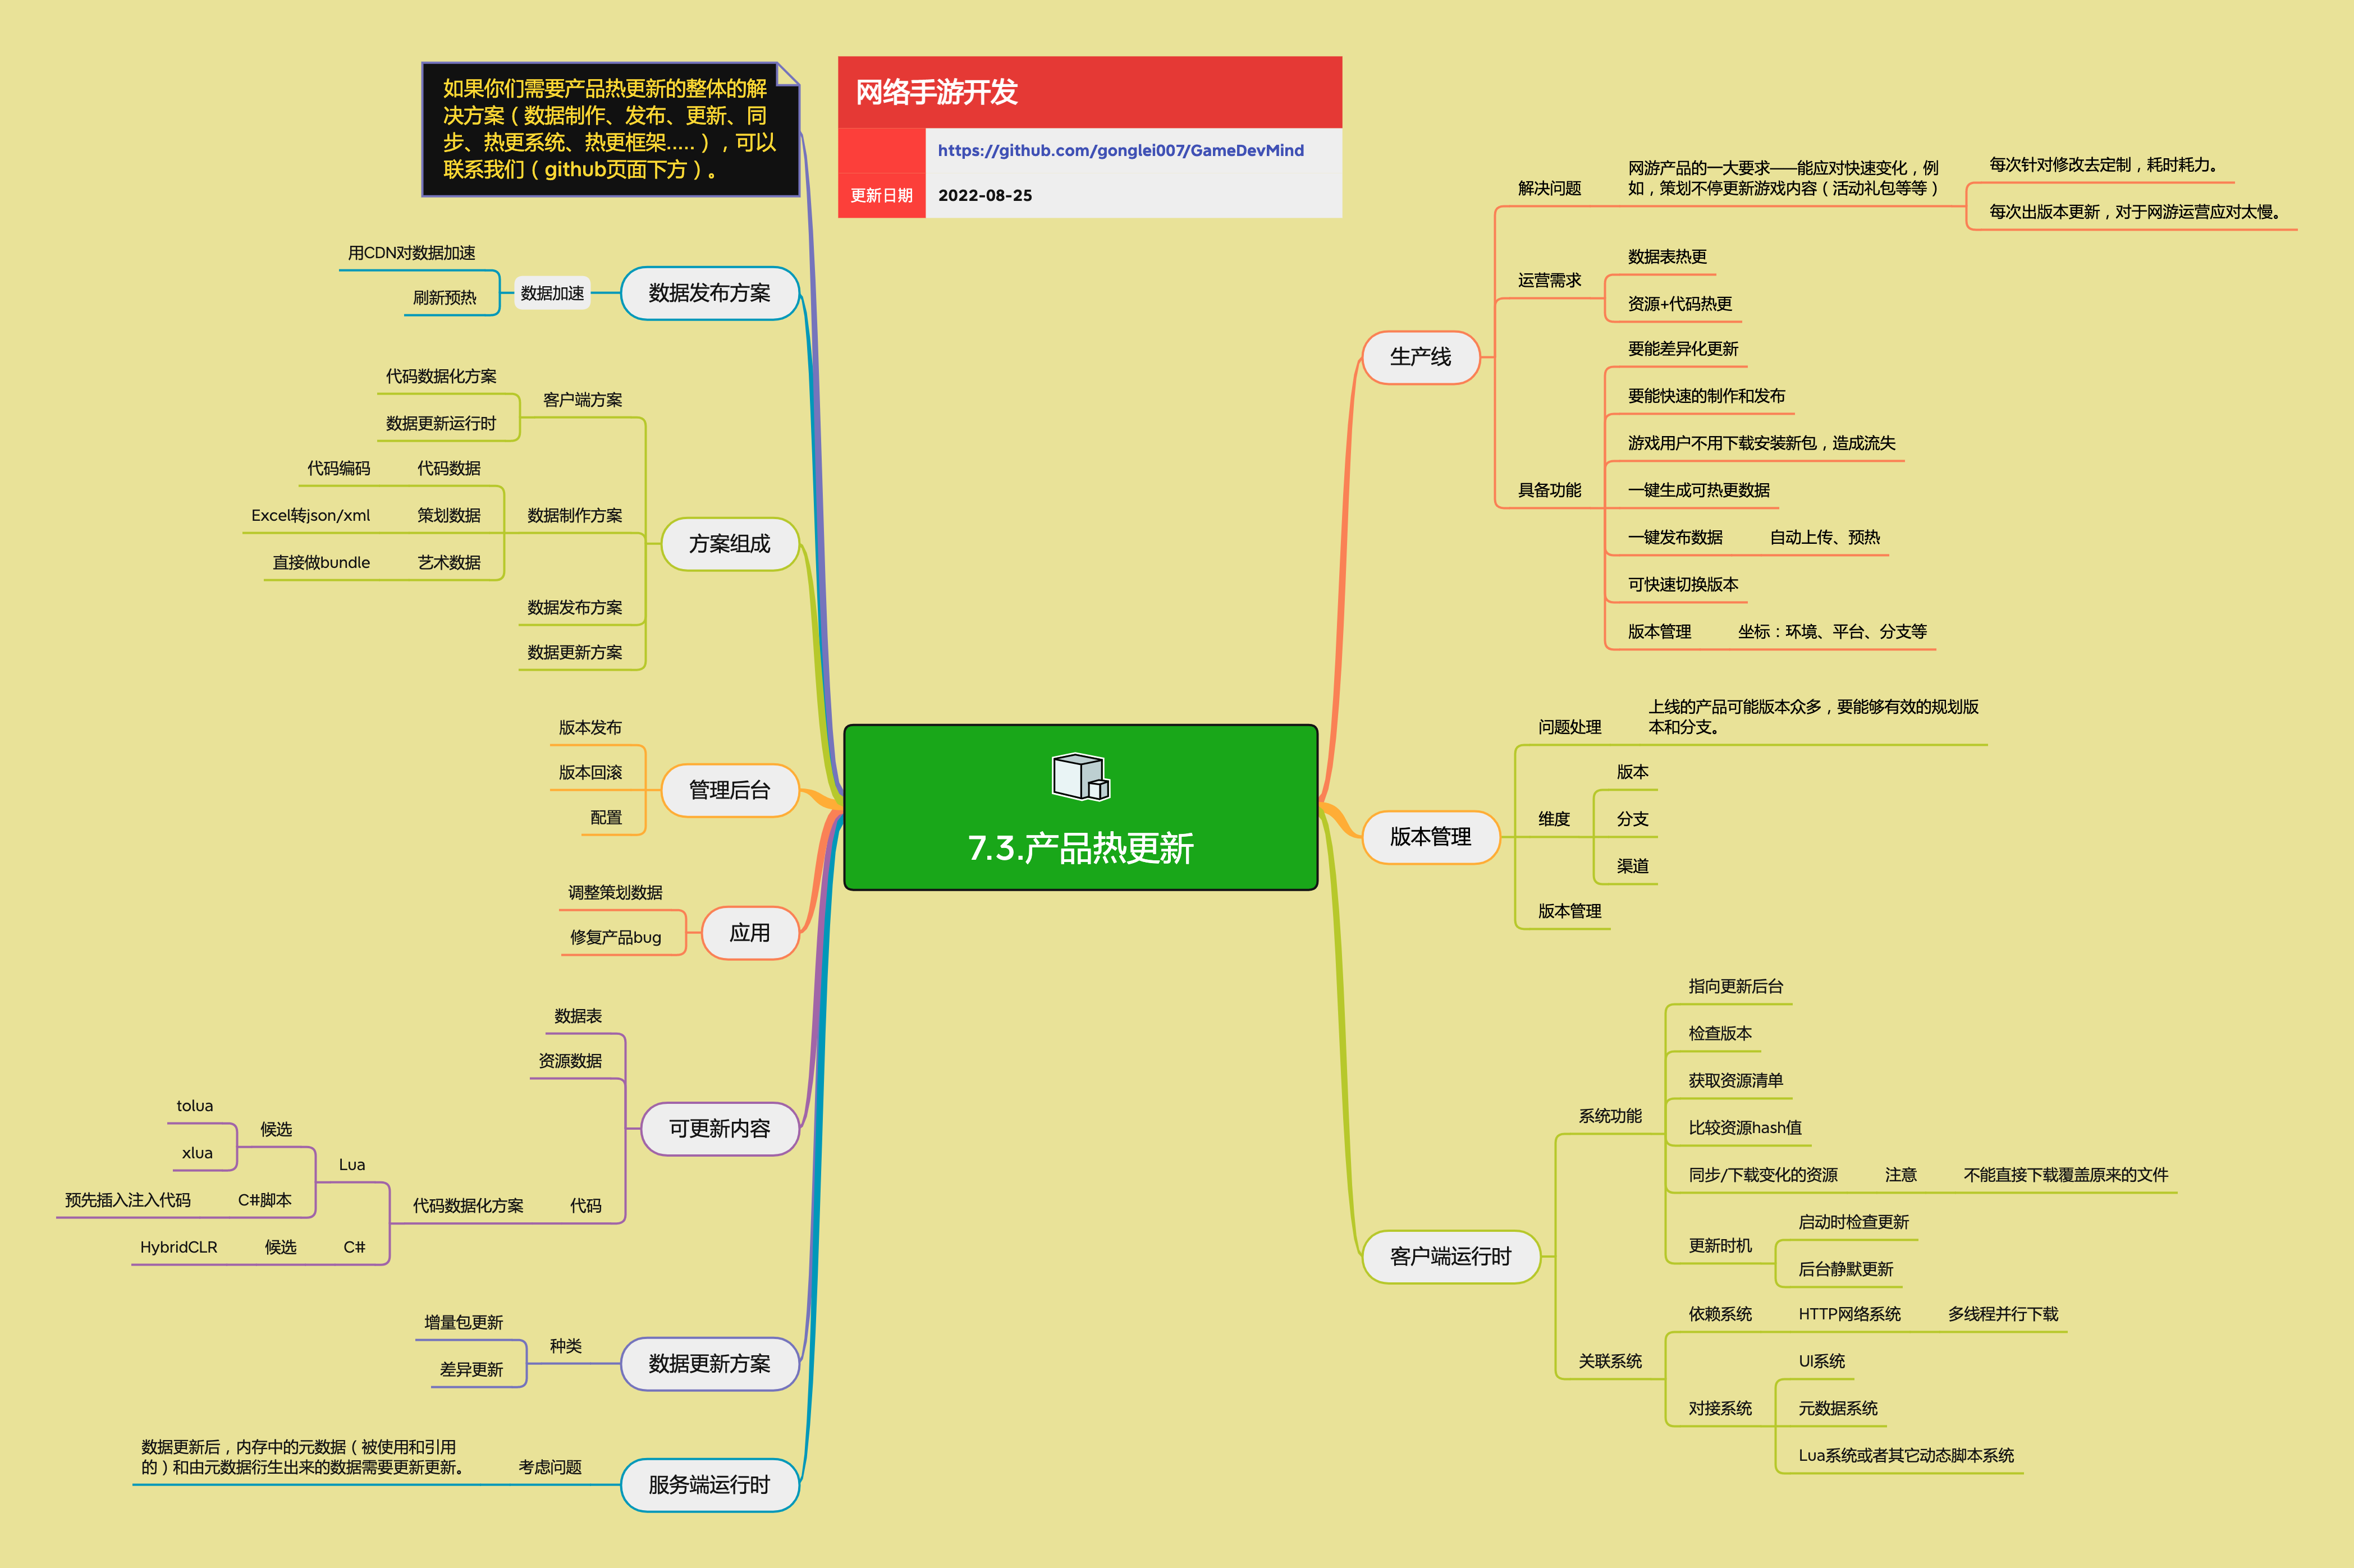 如果你们需要产品热更新的整体的解
决方案（数据制作、发布、更新、同
步、热更系统、热更框架.....），可以
联系我们（github页面下方）。
网络手游开发
https://github.com/gonglei007/GameDevMind
更新日期
2022-08-25
7.3.产品热更新
生产线
解决问题
网游产品的一大要求——能应对快速变化，例
如，策划不停更新游戏内容（活动礼包等等）
每次针对修改去定制，耗时耗力。
每次出版本更新，对于网游运营应对太慢。
运营需求
数据表热更
资源+代码热更
具备功能
要能差异化更新
要能快速的制作和发布
游戏用户不用下载安装新包，造成流失
一键生成可热更数据
一键发布数据
自动上传、预热
可快速切换版本
版本管理
坐标：环境、平台、分支等
版本管理
问题处理
上线的产品可能版本众多，要能够有效的规划版
本和分支。
维度
版本
分支
渠道
版本管理
客户端运行时
系统功能
指向更新后台
检查版本
获取资源清单
比较资源hash值
同步/下载变化的资源
注意
不能直接下载覆盖原来的文件
更新时机
启动时检查更新
后台静默更新
关联系统
依赖系统
HTTP网络系统
多线程并行下载
对接系统
UI系统
元数据系统
Lua系统或者其它动态脚本系统
数据发布方案
数据加速
用CDN对数据加速
刷新预热
方案组成
客户端方案
代码数据化方案
数据更新运行时
数据制作方案
代码数据
代码编码
策划数据
Excel转json/xml
艺术数据
直接做bundle
数据发布方案
数据更新方案
管理后台
版本发布
版本回滚
配置
应用
调整策划数据
修复产品bug
可更新内容
数据表
资源数据
代码
代码数据化方案
Lua
候选
tolua
xlua
C#脚本
预先插入注入代码
C#
候选
HybridCLR
数据更新方案
种类
增量包更新
差异更新
服务端运行时
考虑问题
数据更新后，内存中的元数据（被使用和引用
的）和由元数据衍生出来的数据需要更新更新。